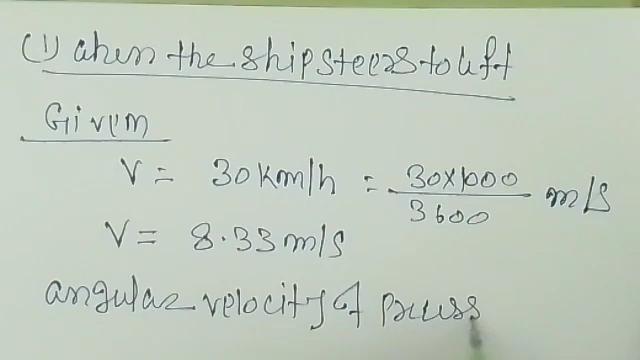 (1) when the ship steers to left
Given
V = 30 km/h = 30×1000/3600 m/s
V = 8.33 m/s
angular velocity of precess